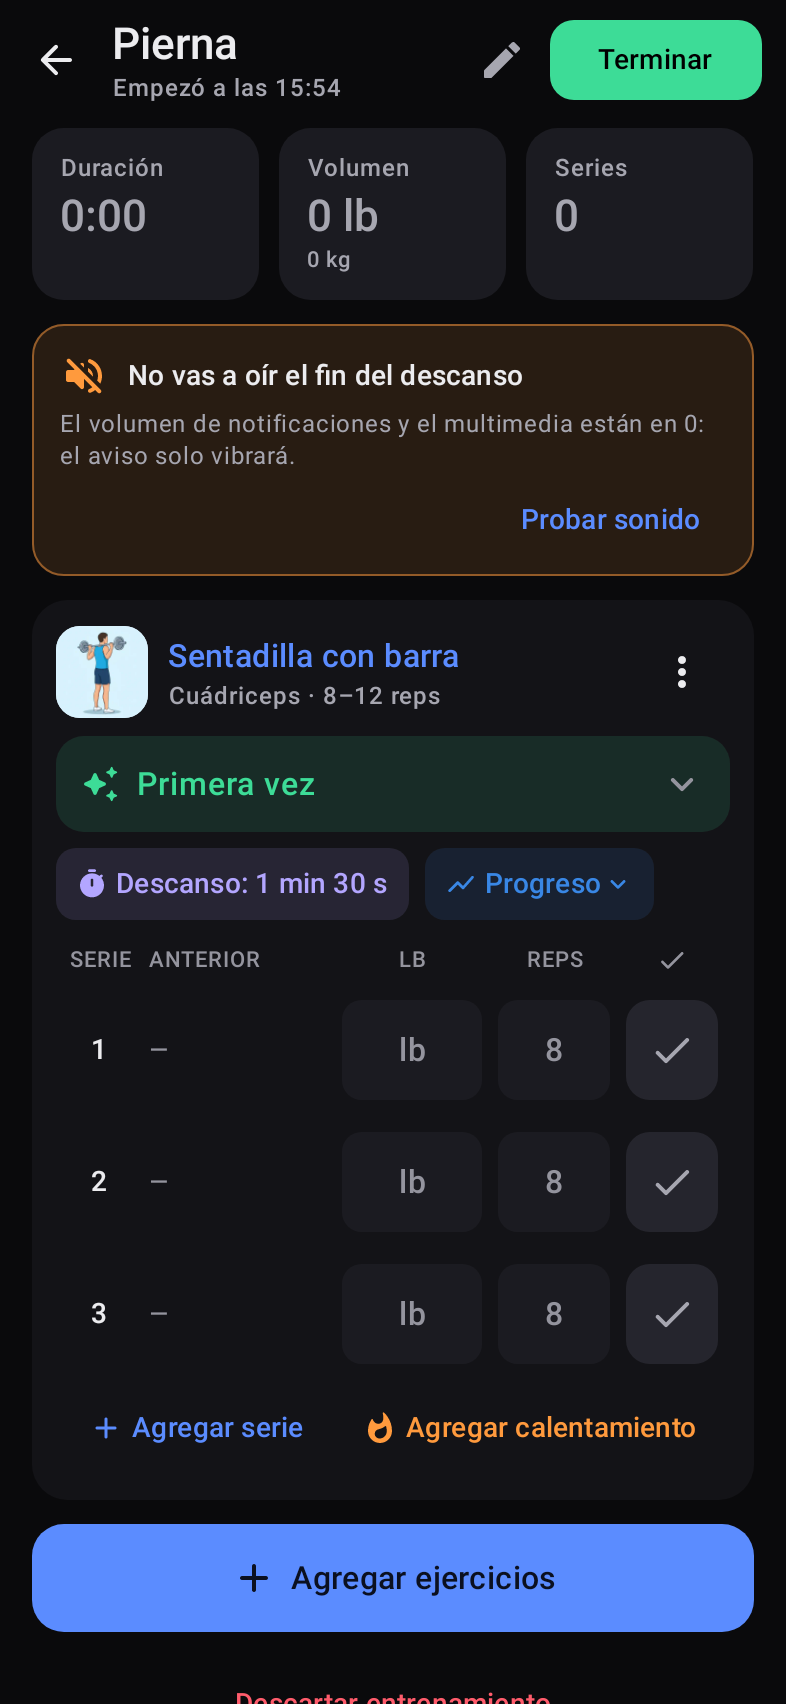 Pierna
Empezó a las 15:54
Terminar
Duración
0:00
Volumen
0 lb
0 kg
Series
0
No vas a oír el fin del descanso
El volumen de notificaciones y el multimedia están en 0:
el aviso solo vibrará.
Probar sonido
Sentadilla con barra
Cuádriceps · 8–12 reps
Primera vez
Descanso: 1 min 30 s
Progreso
SERIE ANTERIOR LB REPS ✓
1 – lb 8 ✓
2 – lb 8 ✓
3 – lb 8 ✓
+ Agregar serie
Agregar calentamiento
+ Agregar ejercicios
Descartar entrenamiento